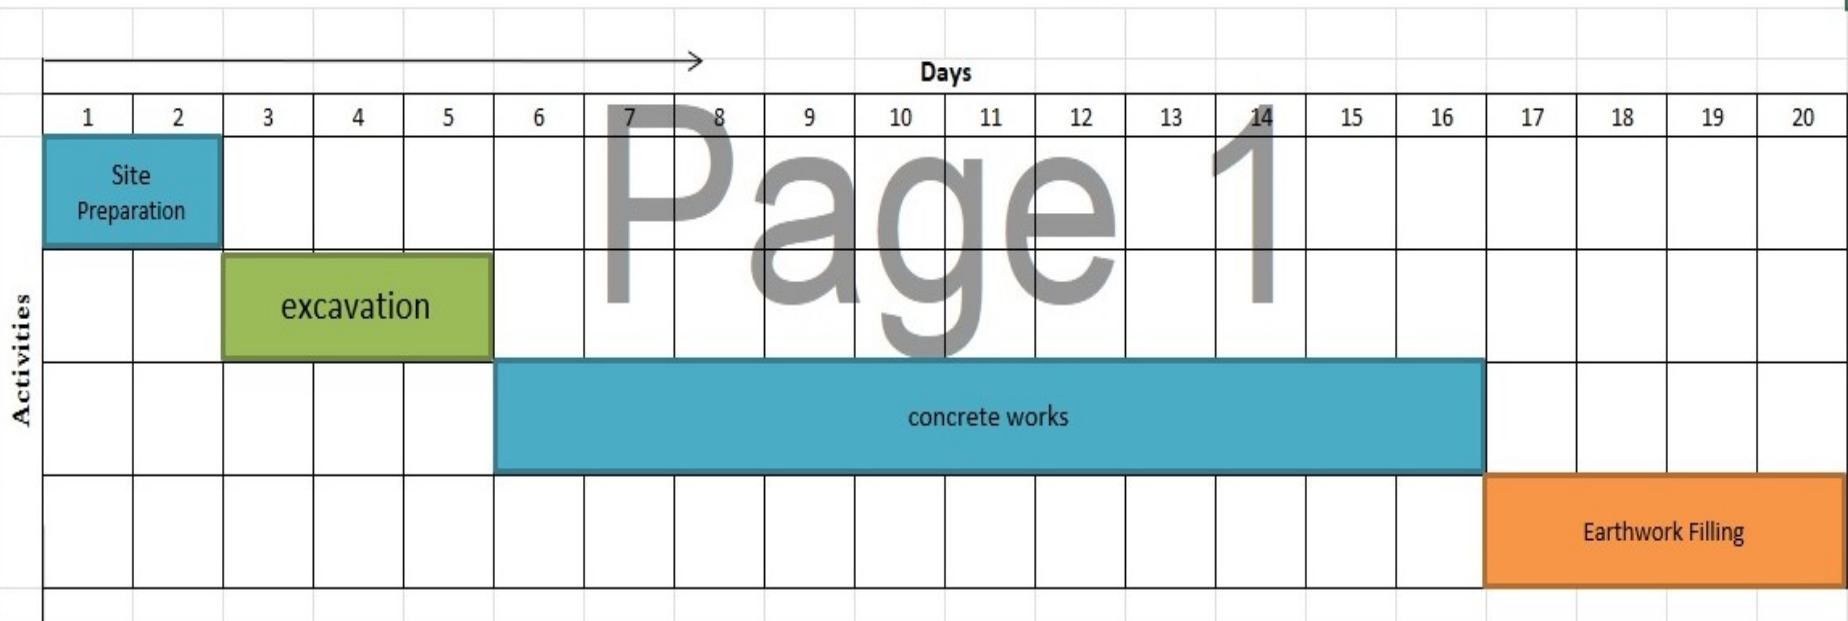 Days
1 2 3 4 5 6 7 8 9 10 11 12 13 14 15 16 17 18 19 20
Page 1
Site
Preparation
excavation
Activities
concrete works
Earthwork Filling